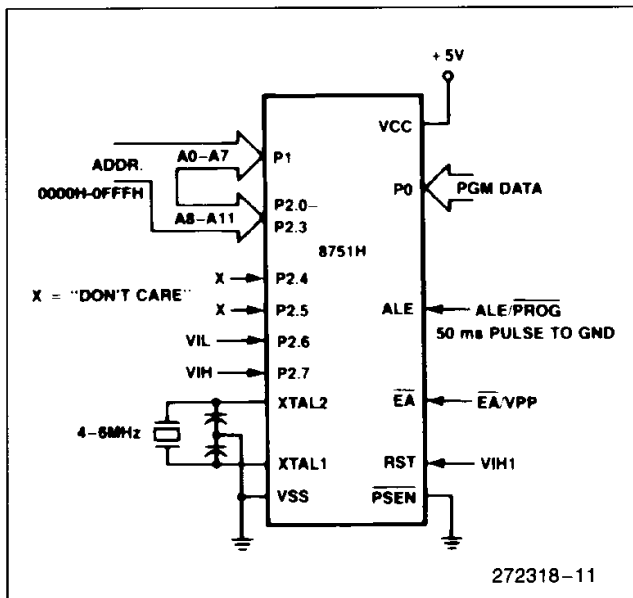 + 5V
VCC
ADDR.
0000H-0FFFH
A0–A7
P1
A8–A11
P2.0–
P2.3
P0
PGM DATA
8751H
X = "DON'T CARE"
X
P2.4
X
P2.5
VIL
P2.6
VIH
P2.7
ALE
ALE/PROG
50 ms PULSE TO GND
4–6MHz
XTAL2
XTAL1
VSS
EA
EA/VPP
RST
VIH1
PSEN
272318–11